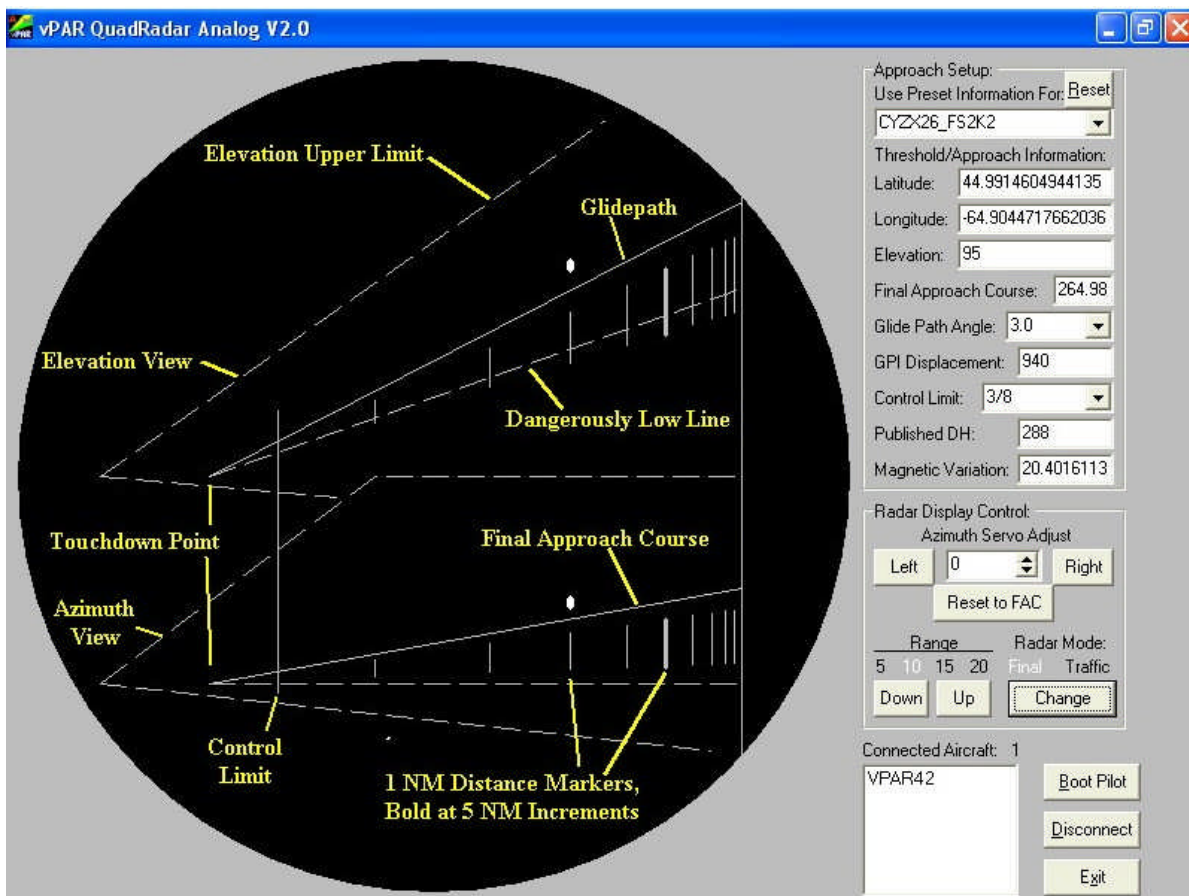 vPAR QuadRadar Analog V2.0
Elevation Upper Limit
Glidepath
Elevation View
Dangerously Low Line
Touchdown Point
Final Approach Course
Azimuth
View
Control
Limit
1 NM Distance Markers,
Bold at 5 NM Increments
Approach Setup:
Use Preset Information For:
Reset
CYZX26_FS2K2
Threshold/Approach Information:
Latitude: 44.9914604944135
Longitude: -64.9044717662036
Elevation: 95
Final Approach Course: 264.98
Glide Path Angle: 3.0
GPI Displacement: 940
Control Limit: 3/8
Published DH: 288
Magnetic Variation: 20.4016113
Radar Display Control:
Azimuth Servo Adjust
Left 0 Right
Reset to FAC
Range Radar Mode:
5 10 15 20 Final Traffic
Down Up Change
Connected Aircraft: 1
VPAR42
Boot Pilot
Disconnect
Exit